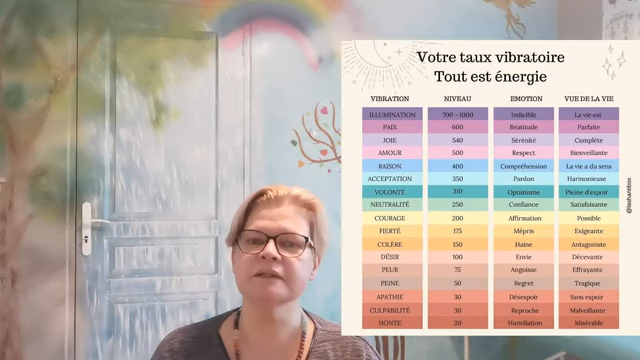 Votre taux vibratoire
Tout est énergie
VIBRATION NIVEAU EMOTION VUE DE LA VIE
ILLUMINATION 700 - 1000 Indicible La vie est
PAIX 600 Béatitude Parfaite
JOIE 540 Sérénité Complète
AMOUR 500 Respect Bienveillante
RAISON 400 Compréhension La vie a du sens
ACCEPTATION 350 Pardon Harmonieuse
VOLONTÉ 310 Optimisme Pleine d'espoir
NEUTRALITÉ 250 Confiance Satisfaisante
COURAGE 200 Affirmation Possible
FIERTÉ 175 Mépris Exigeante
COLÈRE 150 Haine Antagoniste
DÉSIR 100 Envie Décevante
PEUR 75 Angoisse Effrayante
PEINE 50 Regret Tragique
APATHIE 30 Désespoir Sans espoir
CULPABILITÉ 30 Reproche Malveillante
HONTE 20 Humiliation Misérable